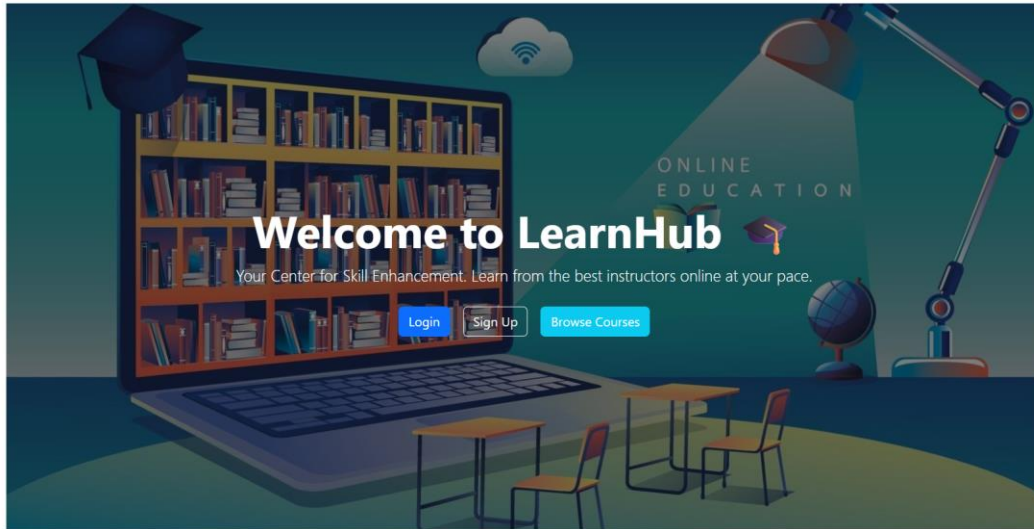 ONLINE
EDUCATION
Welcome to LearnHub
Your Center for Skill Enhancement. Learn from the best instructors online at your pace.
Login Sign Up Browse Courses